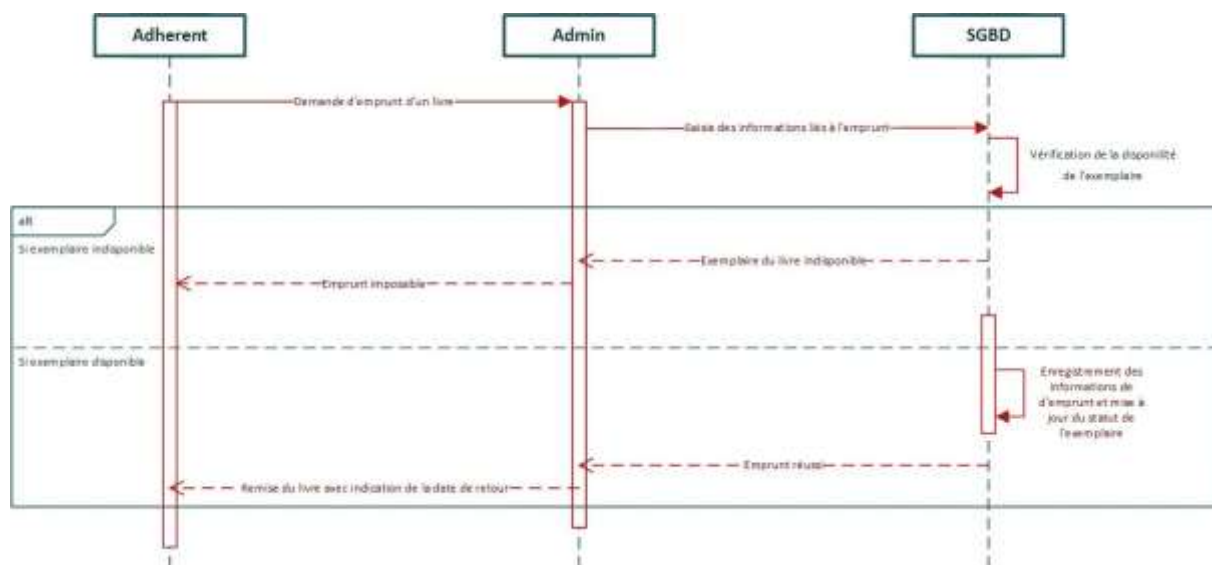 Adherent
Admin
SGBD
Demande d'emprunt d'un livre
Saisie des informations liés à l'emprunt
Vérification de la disponilité
de l'exemplaire
alt
Si exemplaire indisponible
Exemplaire du livre indisponible
Emprunt impossible
Si exemplaire disponible
Enregistrement des
informations de
d'emprunt et mise à
jour du statut de
l'exemplaire
Emprunt réussi
Remise du livre avec indication de la date de retour